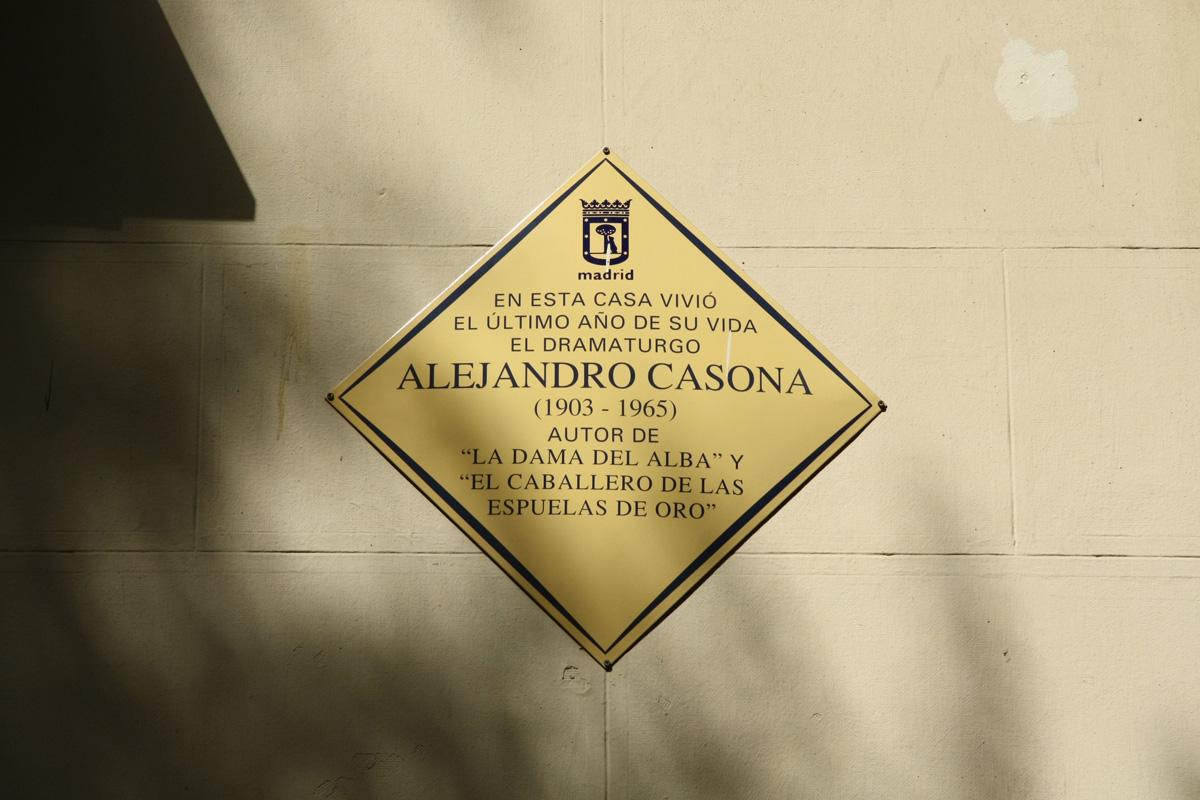 madrid
EN ESTA CASA VIVIÓ
EL ÚLTIMO AÑO DE SU VIDA
EL DRAMATURGO
ALEJANDRO CASONA
(1903 - 1965)
AUTOR DE
“LA DAMA DEL ALBA” Y
“EL CABALLERO DE LAS
ESPUELAS DE ORO”